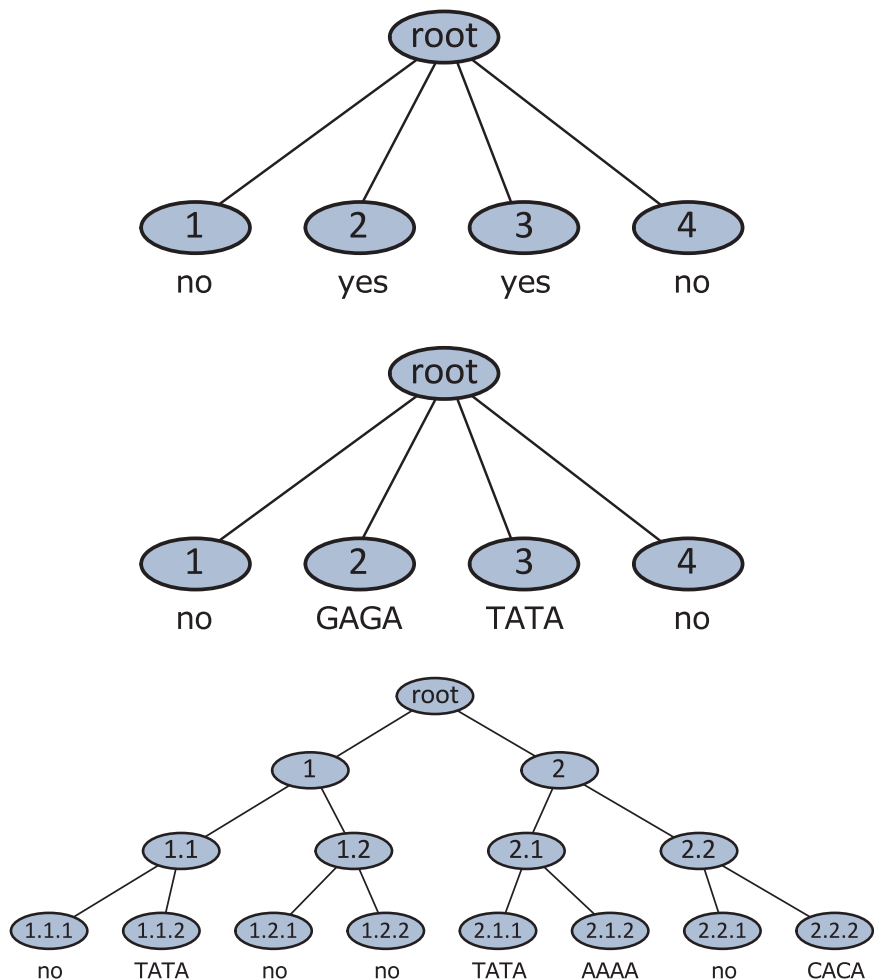 root
1 2 3 4
no yes yes no
root
1 2 3 4
no GAGA TATA no
root
1 2
1.1 1.2 2.1 2.2
1.1.1 1.1.2 1.2.1 1.2.2 2.1.1 2.1.2 2.2.1 2.2.2
no TATA no no TATA AAAA no CACA